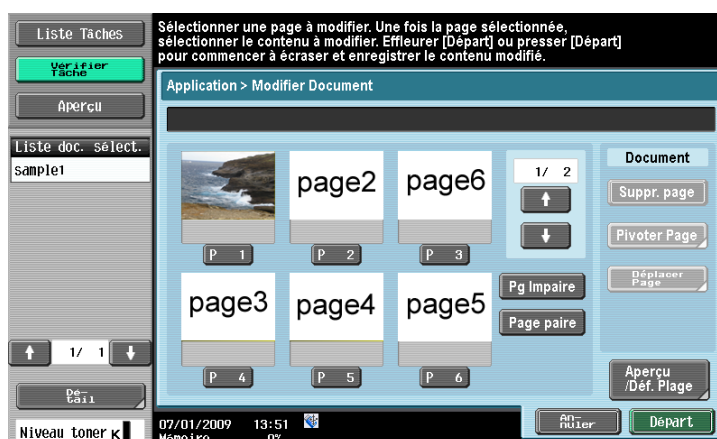 Liste Tâches
Vérifier
Tâche
Aperçu
Liste doc. sélect.
sample1
1/ 1
Dé-
tail
Niveau toner K
Sélectionner une page à modifier. Une fois la page sélectionnée,
sélectionner le contenu à modifier. Effleurer [Départ] ou presser [Départ]
pour commencer à écraser et enregistrer le contenu modifié.
Application > Modifier Document
page2
page6
P 1
P 2
P 3
page3
page4
page5
P 4
P 5
P 6
1/ 2
Pg Impaire
Page paire
Document
Suppr. page
Pivoter Page
Déplacer
Page
Aperçu
/Déf. Plage
07/01/2009 13:51
Mémoire 0%
An-
nuler
Départ